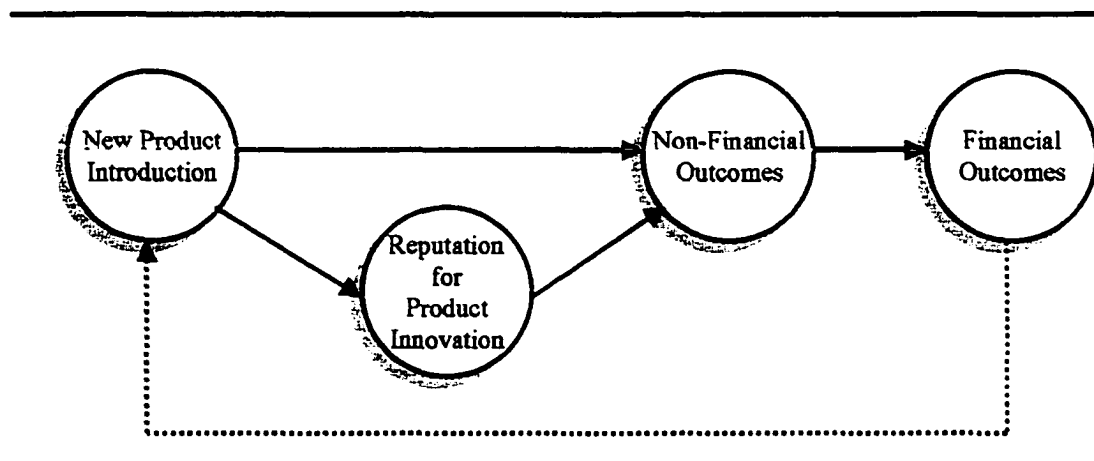 New Product
Introduction
Reputation
for
Product
Innovation
Non-Financial
Outcomes
Financial
Outcomes